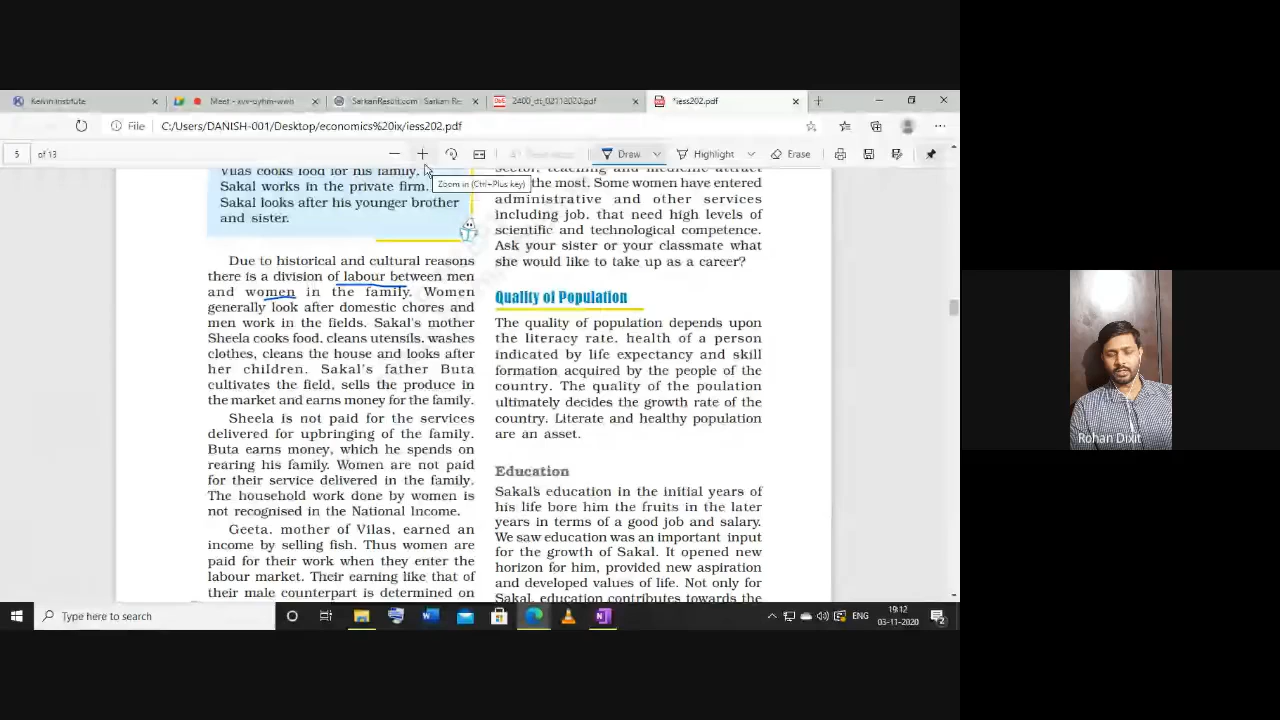 Kelvin Institute
Meet - xvv-uyhm-wwis
SarkariResult.com : Sarkari Re
2400_dt_03112020.pdf
*iess202.pdf
File
C:/Users/DANISH-001/Desktop/economics%20ix/iess202.pdf
5
of 13
Draw
Highlight
Erase
Zoom in (Ctrl+Plus key)
Vilas cooks food for his family.
Sakal works in the private firm.
Sakal looks after his younger brother
and sister.
Due to historical and cultural reasons
there is a division of labour between men
and women in the family. Women
generally look after domestic chores and
men work in the fields. Sakal's mother
Sheela cooks food, cleans utensils, washes
clothes, cleans the house and looks after
her children. Sakal's father Buta
cultivates the field, sells the produce in
the market and earns money for the family.
Sheela is not paid for the services
delivered for upbringing of the family.
Buta earns money, which he spends on
rearing his family. Women are not paid
for their service delivered in the family.
The household work done by women is
not recognised in the National Income.
Geeta, mother of Vilas, earned an
income by selling fish. Thus women are
paid for their work when they enter the
labour market. Their earning like that of
their male counterpart is determined on
sector, teaching and medicine attract
the most. Some women have entered
administrative and other services
including job, that need high levels of
scientific and technological competence.
Ask your sister or your classmate what
she would like to take up as a career?
Quality of Population
The quality of population depends upon
the literacy rate, health of a person
indicated by life expectancy and skill
formation acquired by the people of the
country. The quality of the poulation
ultimately decides the growth rate of the
country. Literate and healthy population
are an asset.
Education
Sakal's education in the initial years of
his life bore him the fruits in the later
years in terms of a good job and salary.
We saw education was an important input
for the growth of Sakal. It opened new
horizon for him, provided new aspiration
and developed values of life. Not only for
Sakal, education contributes towards the
Rohan Dixit
Type here to search
ENG
19:12
03-11-2020
2